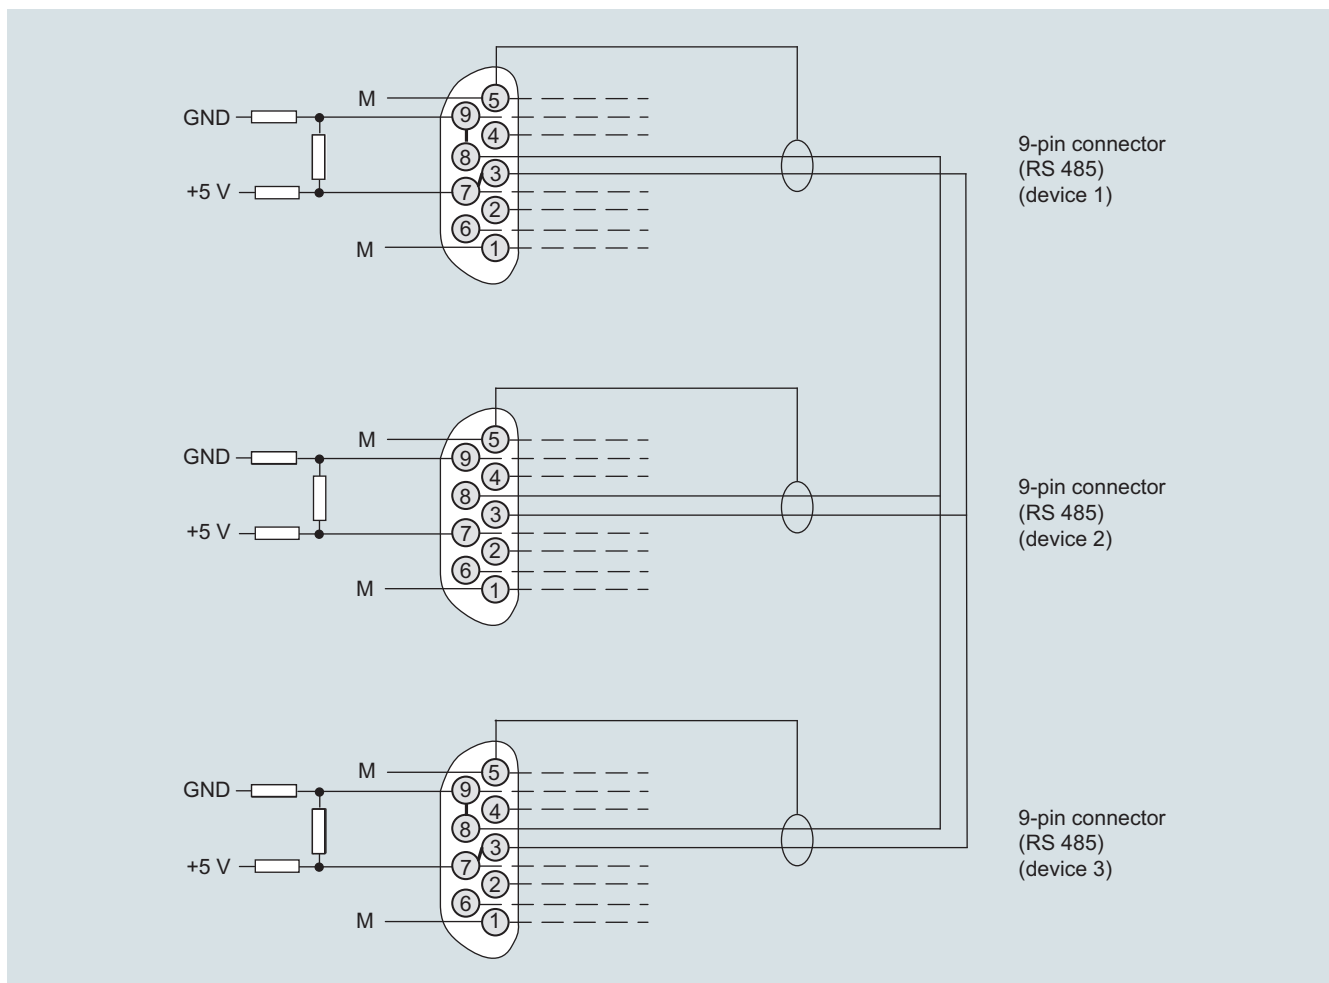 M
5
GND
9
4
9-pin connector
(RS 485)
(device 1)
8
3
+5 V
7
2
6
M
1
M
5
GND
9
4
9-pin connector
(RS 485)
(device 2)
8
3
+5 V
7
2
6
M
1
M
5
GND
9
4
9-pin connector
(RS 485)
(device 3)
8
3
+5 V
7
2
6
M
1